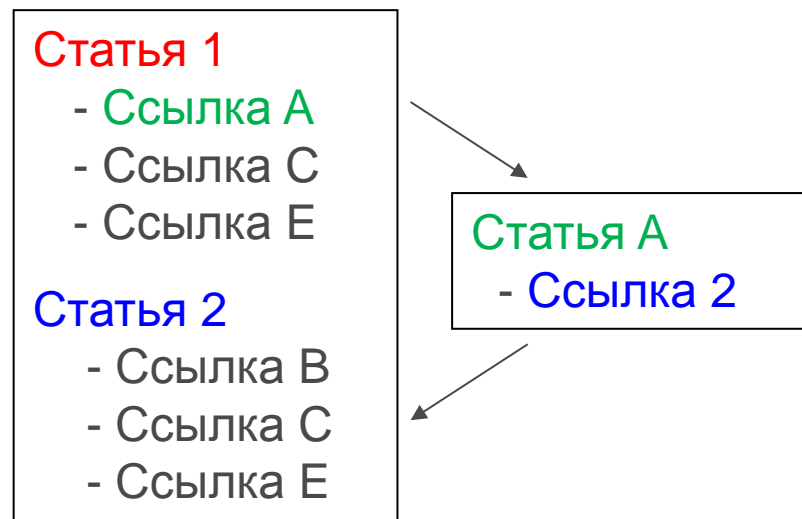 Статья 1
- Ссылка A
- Ссылка C
- Ссылка E
Статья 2
- Ссылка B
- Ссылка C
- Ссылка E
Статья A
- Ссылка 2